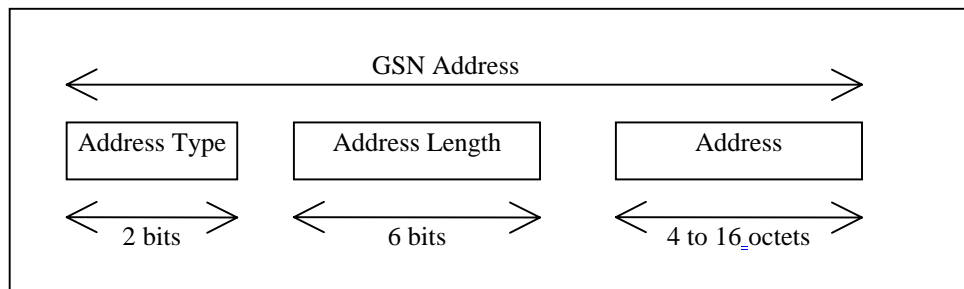 GSN Address
Address Type Address Length Address
2 bits 6 bits 4 to 16 octets